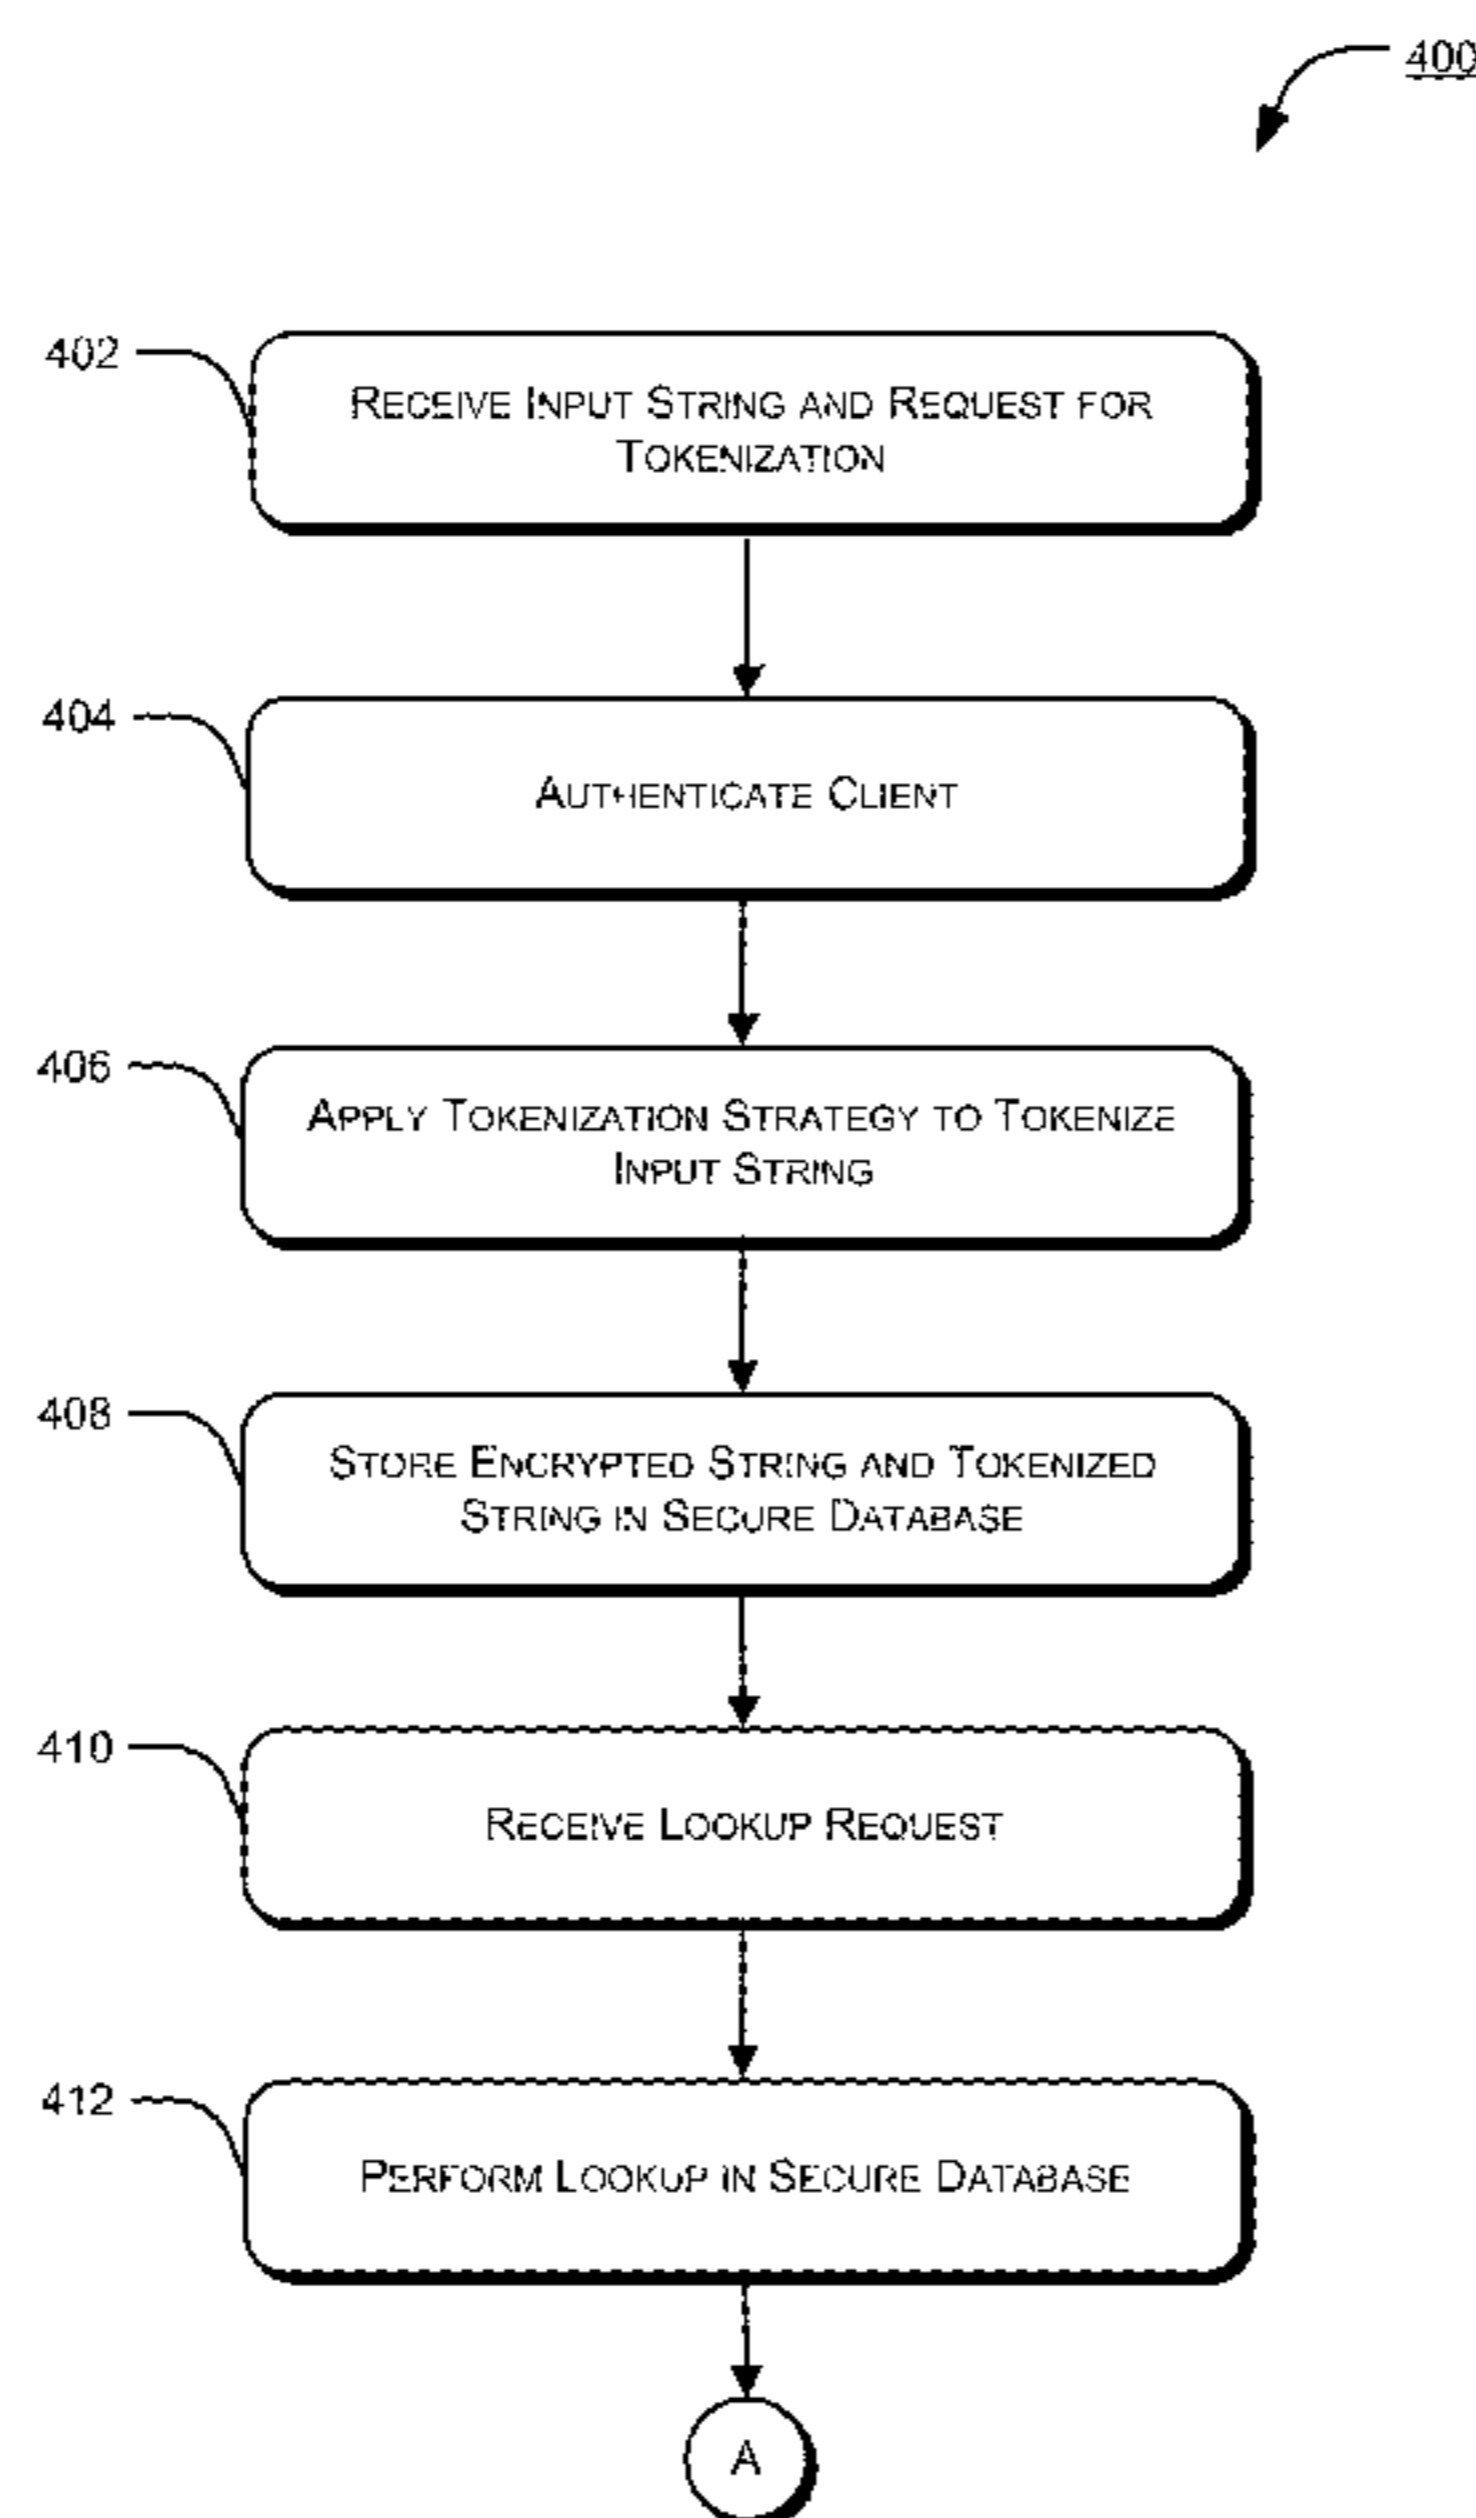 400
402
RECEIVE INPUT STRING AND REQUEST FOR
TOKENIZATION
404
AUTHENTICATE CLIENT
406
APPLY TOKENIZATION STRATEGY TO TOKENIZE
INPUT STRING
408
STORE ENCRYPTED STRING AND TOKENIZED
STRING IN SECURE DATABASE
410
RECEIVE LOOKUP REQUEST
412
PERFORM LOOKUP IN SECURE DATABASE
A